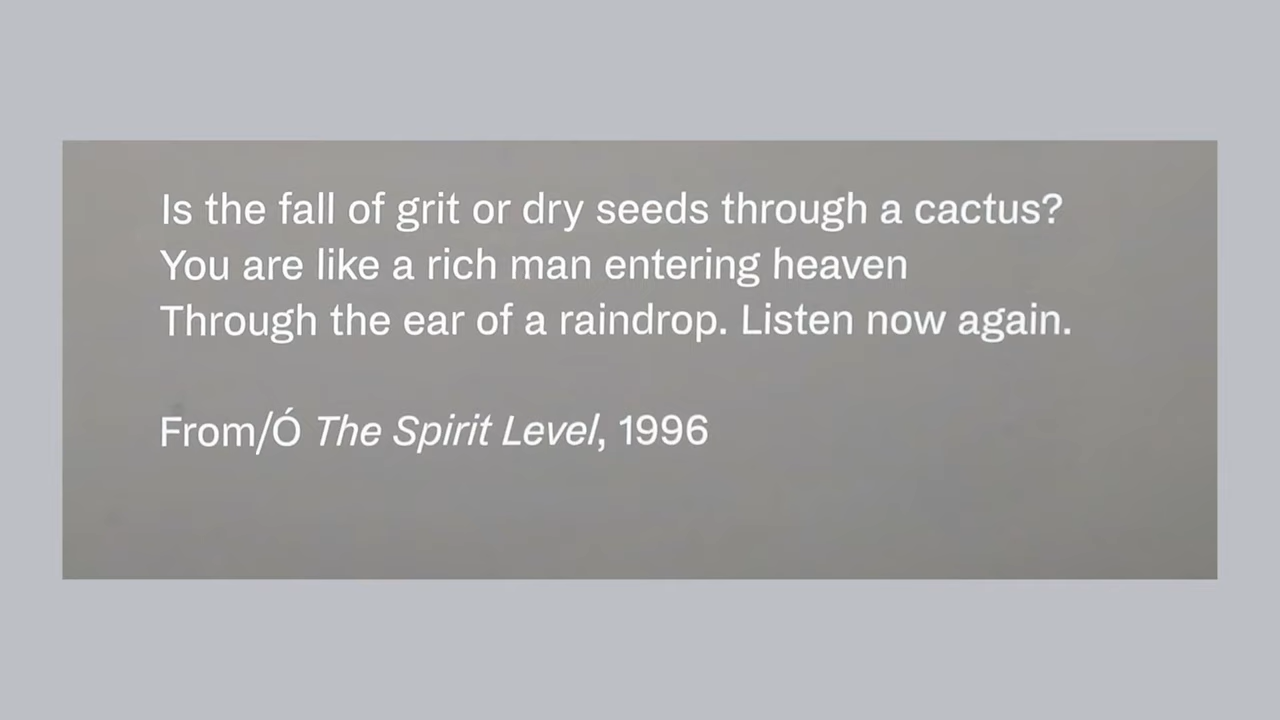 Is the fall of grit or dry seeds through a cactus?
You are like a rich man entering heaven
Through the ear of a raindrop. Listen now again.
From/Ó The Spirit Level, 1996